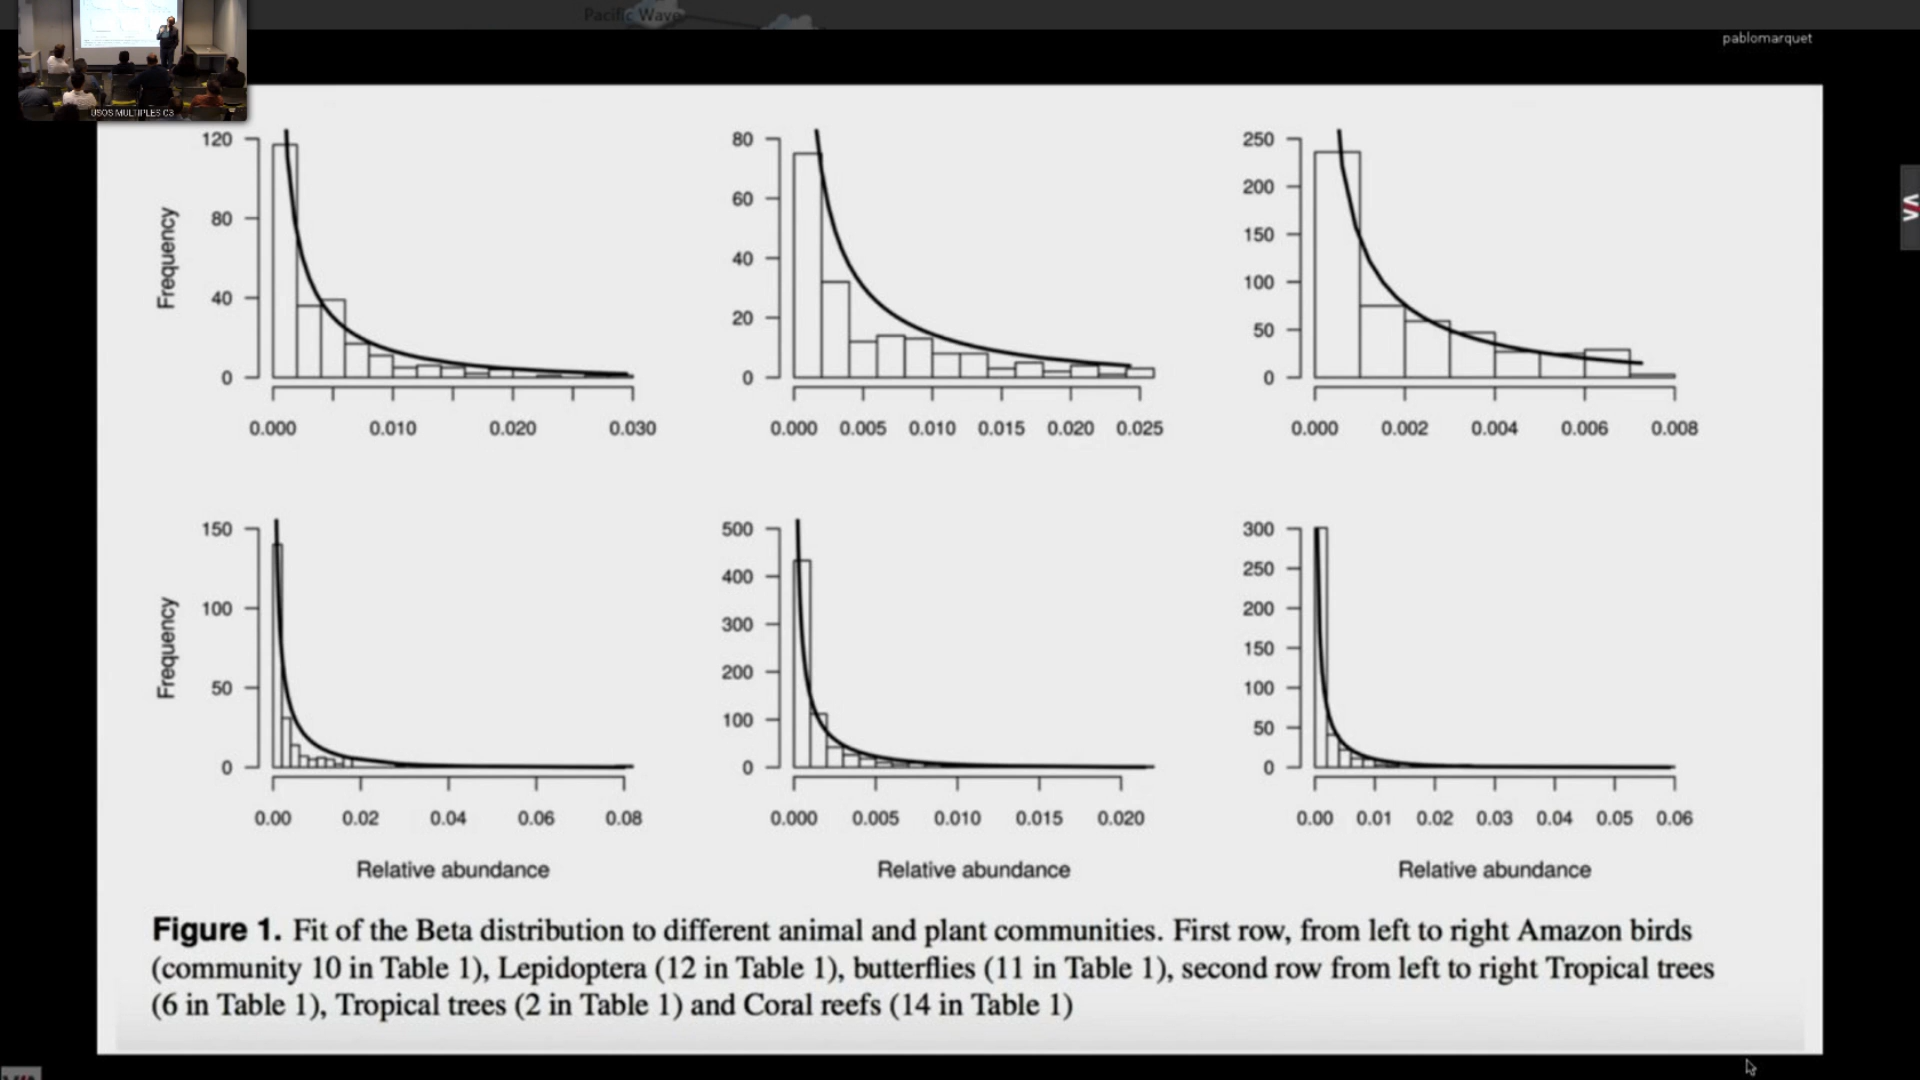 Pacific Wave
pablomarquet
USOS MULTIPLES C3
120
80
40
0
Frequency
0.000 0.010 0.020 0.030
80
60
40
20
0
0.000 0.005 0.010 0.015 0.020 0.025
250
200
150
100
50
0
0.000 0.002 0.004 0.006 0.008
150
100
50
0
Frequency
0.00 0.02 0.04 0.06 0.08
Relative abundance
500
400
300
200
100
0
0.000 0.005 0.010 0.015 0.020
Relative abundance
300
250
200
150
100
50
0
0.00 0.01 0.02 0.03 0.04 0.05 0.06
Relative abundance
Figure 1. Fit of the Beta distribution to different animal and plant communities. First row, from left to right Amazon birds
(community 10 in Table 1), Lepidoptera (12 in Table 1), butterflies (11 in Table 1), second row from left to right Tropical trees
(6 in Table 1), Tropical trees (2 in Table 1) and Coral reefs (14 in Table 1)